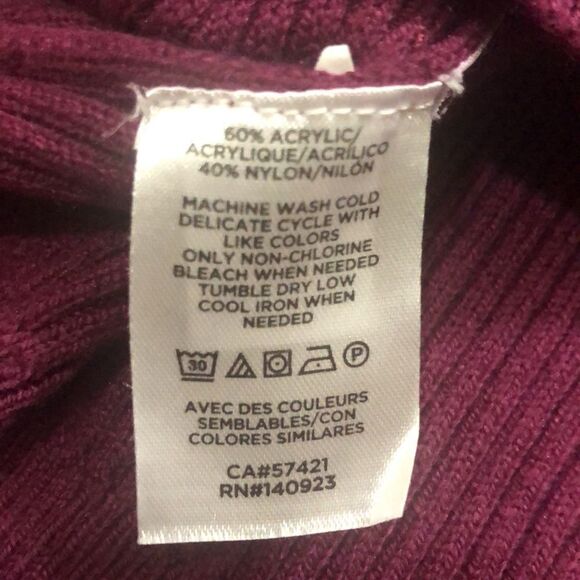 60% ACRYLIC/
ACRYLIQUE/ACRÍLICO
40% NYLON/NILÓN
MACHINE WASH COLD
DELICATE CYCLE WITH
LIKE COLORS
ONLY NON-CHLORINE
BLEACH WHEN NEEDED
TUMBLE DRY LOW
COOL IRON WHEN
NEEDED
30 P
AVEC DES COULEURS
SEMBLABLES/CON
COLORES SIMILARES
CA#57421
RN#140923